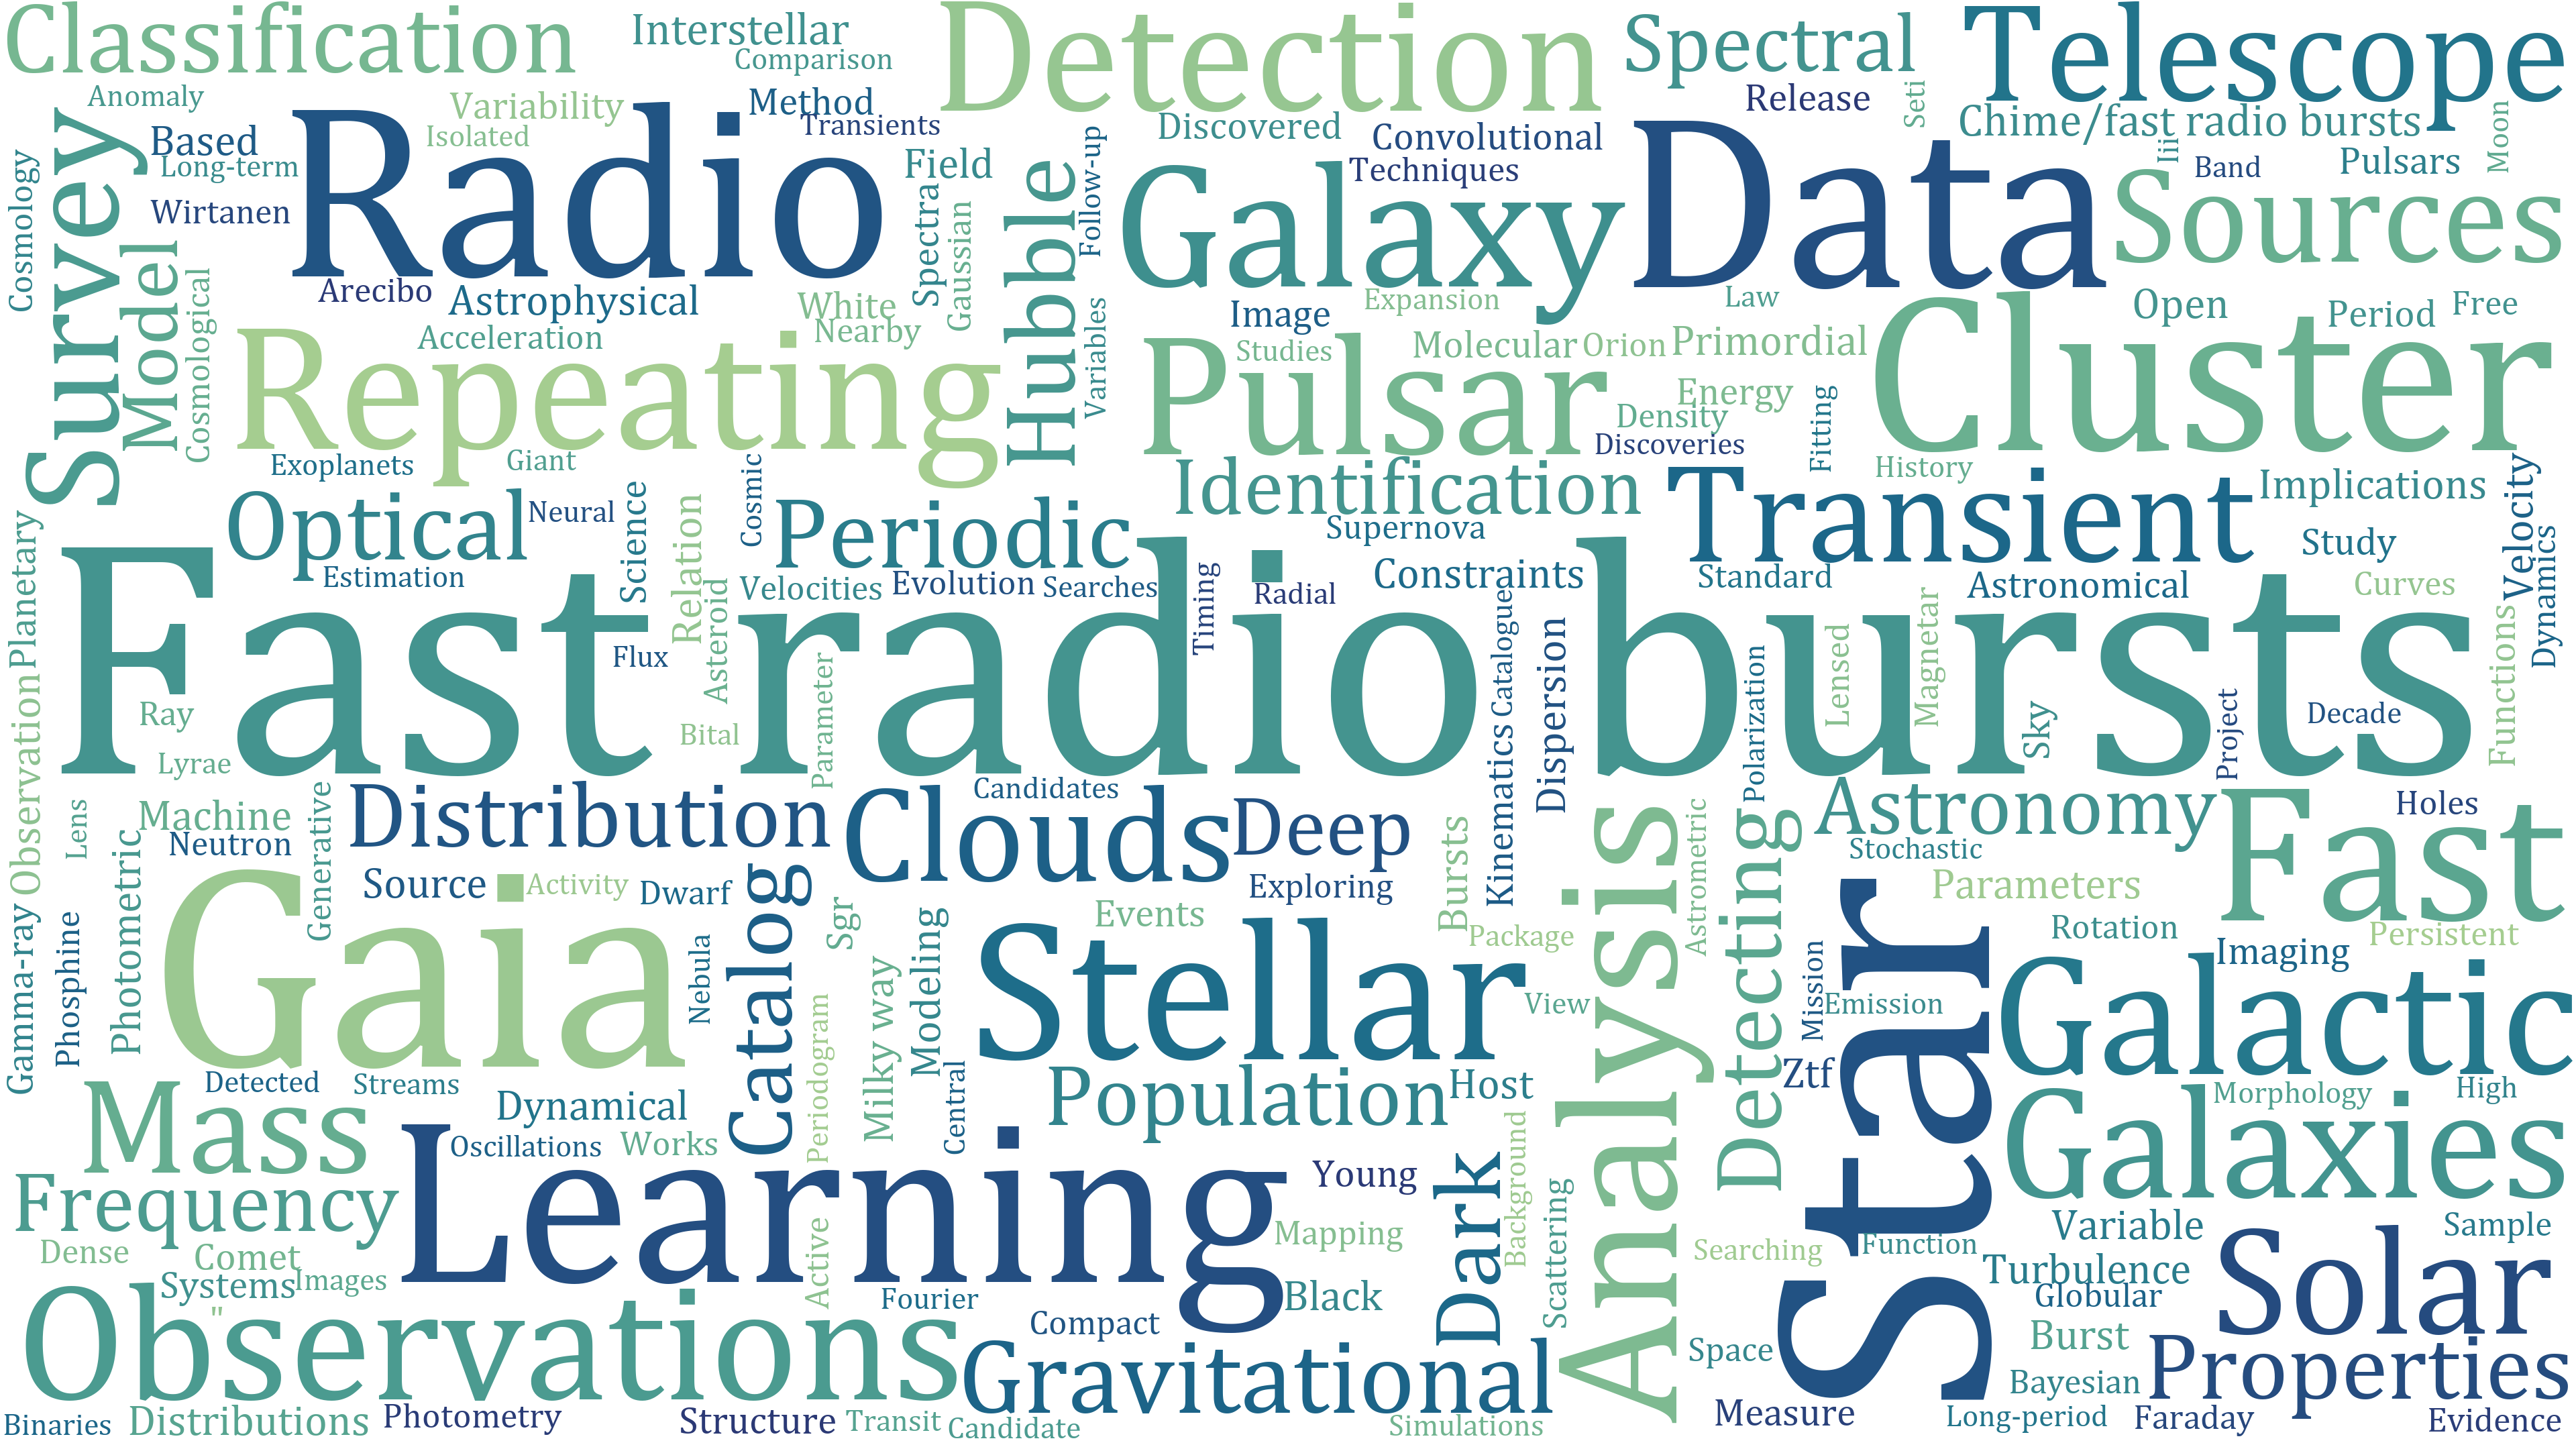 Classification
Interstellar
Comparison
Detection
Spectral
Telescope
Anomaly
Variability
Method
Release
Seti
Chime/fast radio bursts
Moon
Survey
Based
Isolated
Transients
Radio
Discovered
Convolutional
Data
Iii
Band
Pulsars
Long-term
Field
Follow-up
Techniques
Cosmology
Wirtanen
Spectra
Hubble
Galaxy
Sources
Model
Gaussian
Arecibo
Astrophysical
White
Expansion
Law
Open
Period
Free
Cosmological
Acceleration
Nearby
Variables
Image
Studies
Molecular
Orion
Primordial
Cluster
Repeating
Pulsar
Energy
Density
Discoveries
Fitting
Exoplanets
Giant
Identification
History
Implications
Velocity
Optical
Neural
Science
Relation
Cosmic
Periodic
Supernova
Transient
Study
Dynamics
Planetary
Estimation
Velocities
Evolution
Searches
Timing
Radial
Constraints
Standard
Astronomical
Curves
Fast radio bursts
Flux
Asteroid
Catalogue
Dispersion
Lensed
Magnetar
Functions
Observation
Ray
Bital
Parameter
Kinematics
Polarization
Sky
Project
Decade
Lyrae
Lens
Machine
Generative
Distribution
Candidates
Clouds
Deep
Astronomy
Fast
Holes
Neutron
Photometric
Stochastic
Source
Activity
Dwarf
Catalog
Sgr
Exploring
Bursts
Analysis
Astrometric
Detecting
Parameters
Gamma-ray
Phosphine
Gaia
Nebula
Modeling
Events
Package
Rotation
Imaging
Persistent
Stellar
View
Mission
Emission
Galactic
Star
Periodogram
Milky way
Detected
Streams
Central
Population
Host
Ztf
Morphology
High
Mass
Dynamical
Oscillations
Works
Galaxies
Frequency
Learning
Young
Dark
Background
Scattering
Dense
Comet
Mapping
Searching
Function
Variable
Sample
Systems
Images
Active
Fourier
Black
Turbulence
Globular
Solar
"
Observations
Compact
Gravitational
Space
Burst
Properties
Bayesian
Binaries
Distributions
Photometry
Structure
Transit
Candidate
Simulations
Measure
Long-period
Faraday
Evidence